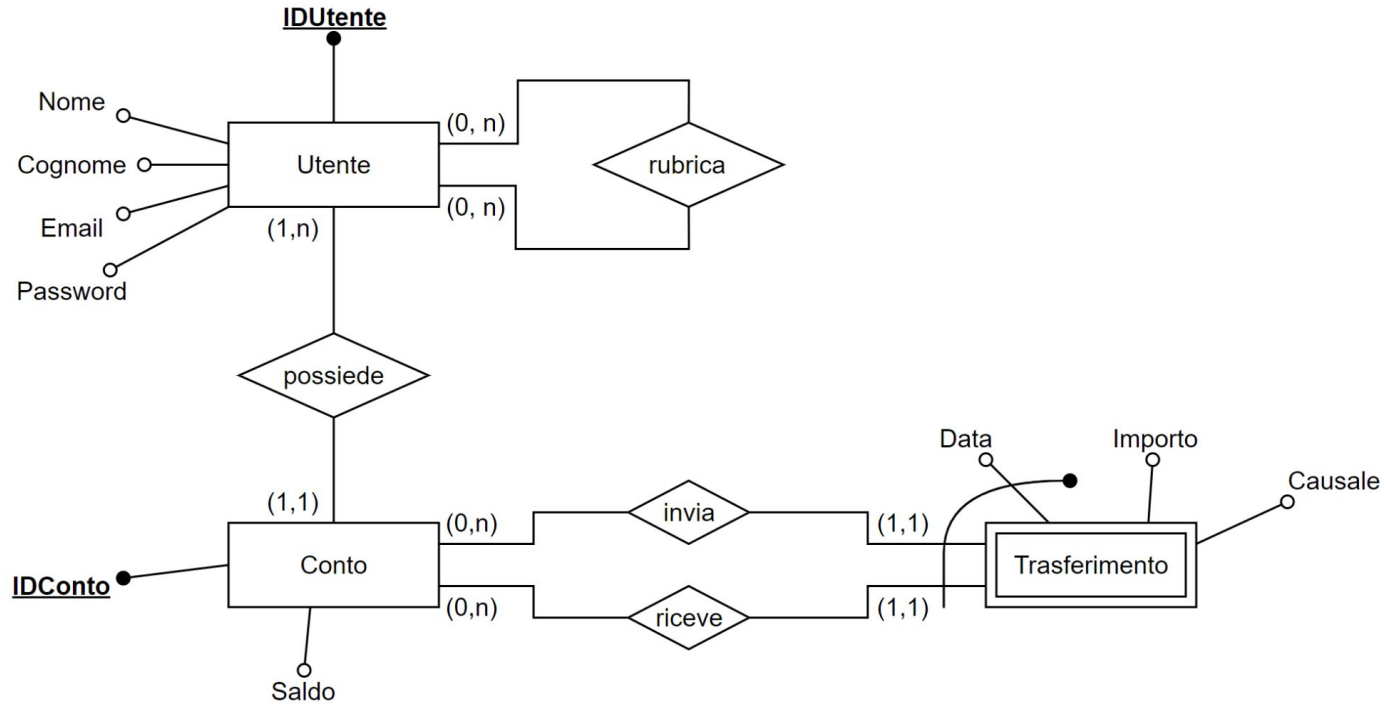 IDUtente
Nome
Cognome
Email
Password
Utente
(0, n)
(0, n)
rubrica
(1,n)
possiede
(1,1)
Conto
IDConto
Saldo
(0,n)
(0,n)
invia
riceve
(1,1)
(1,1)
Data
Importo
Causale
Trasferimento